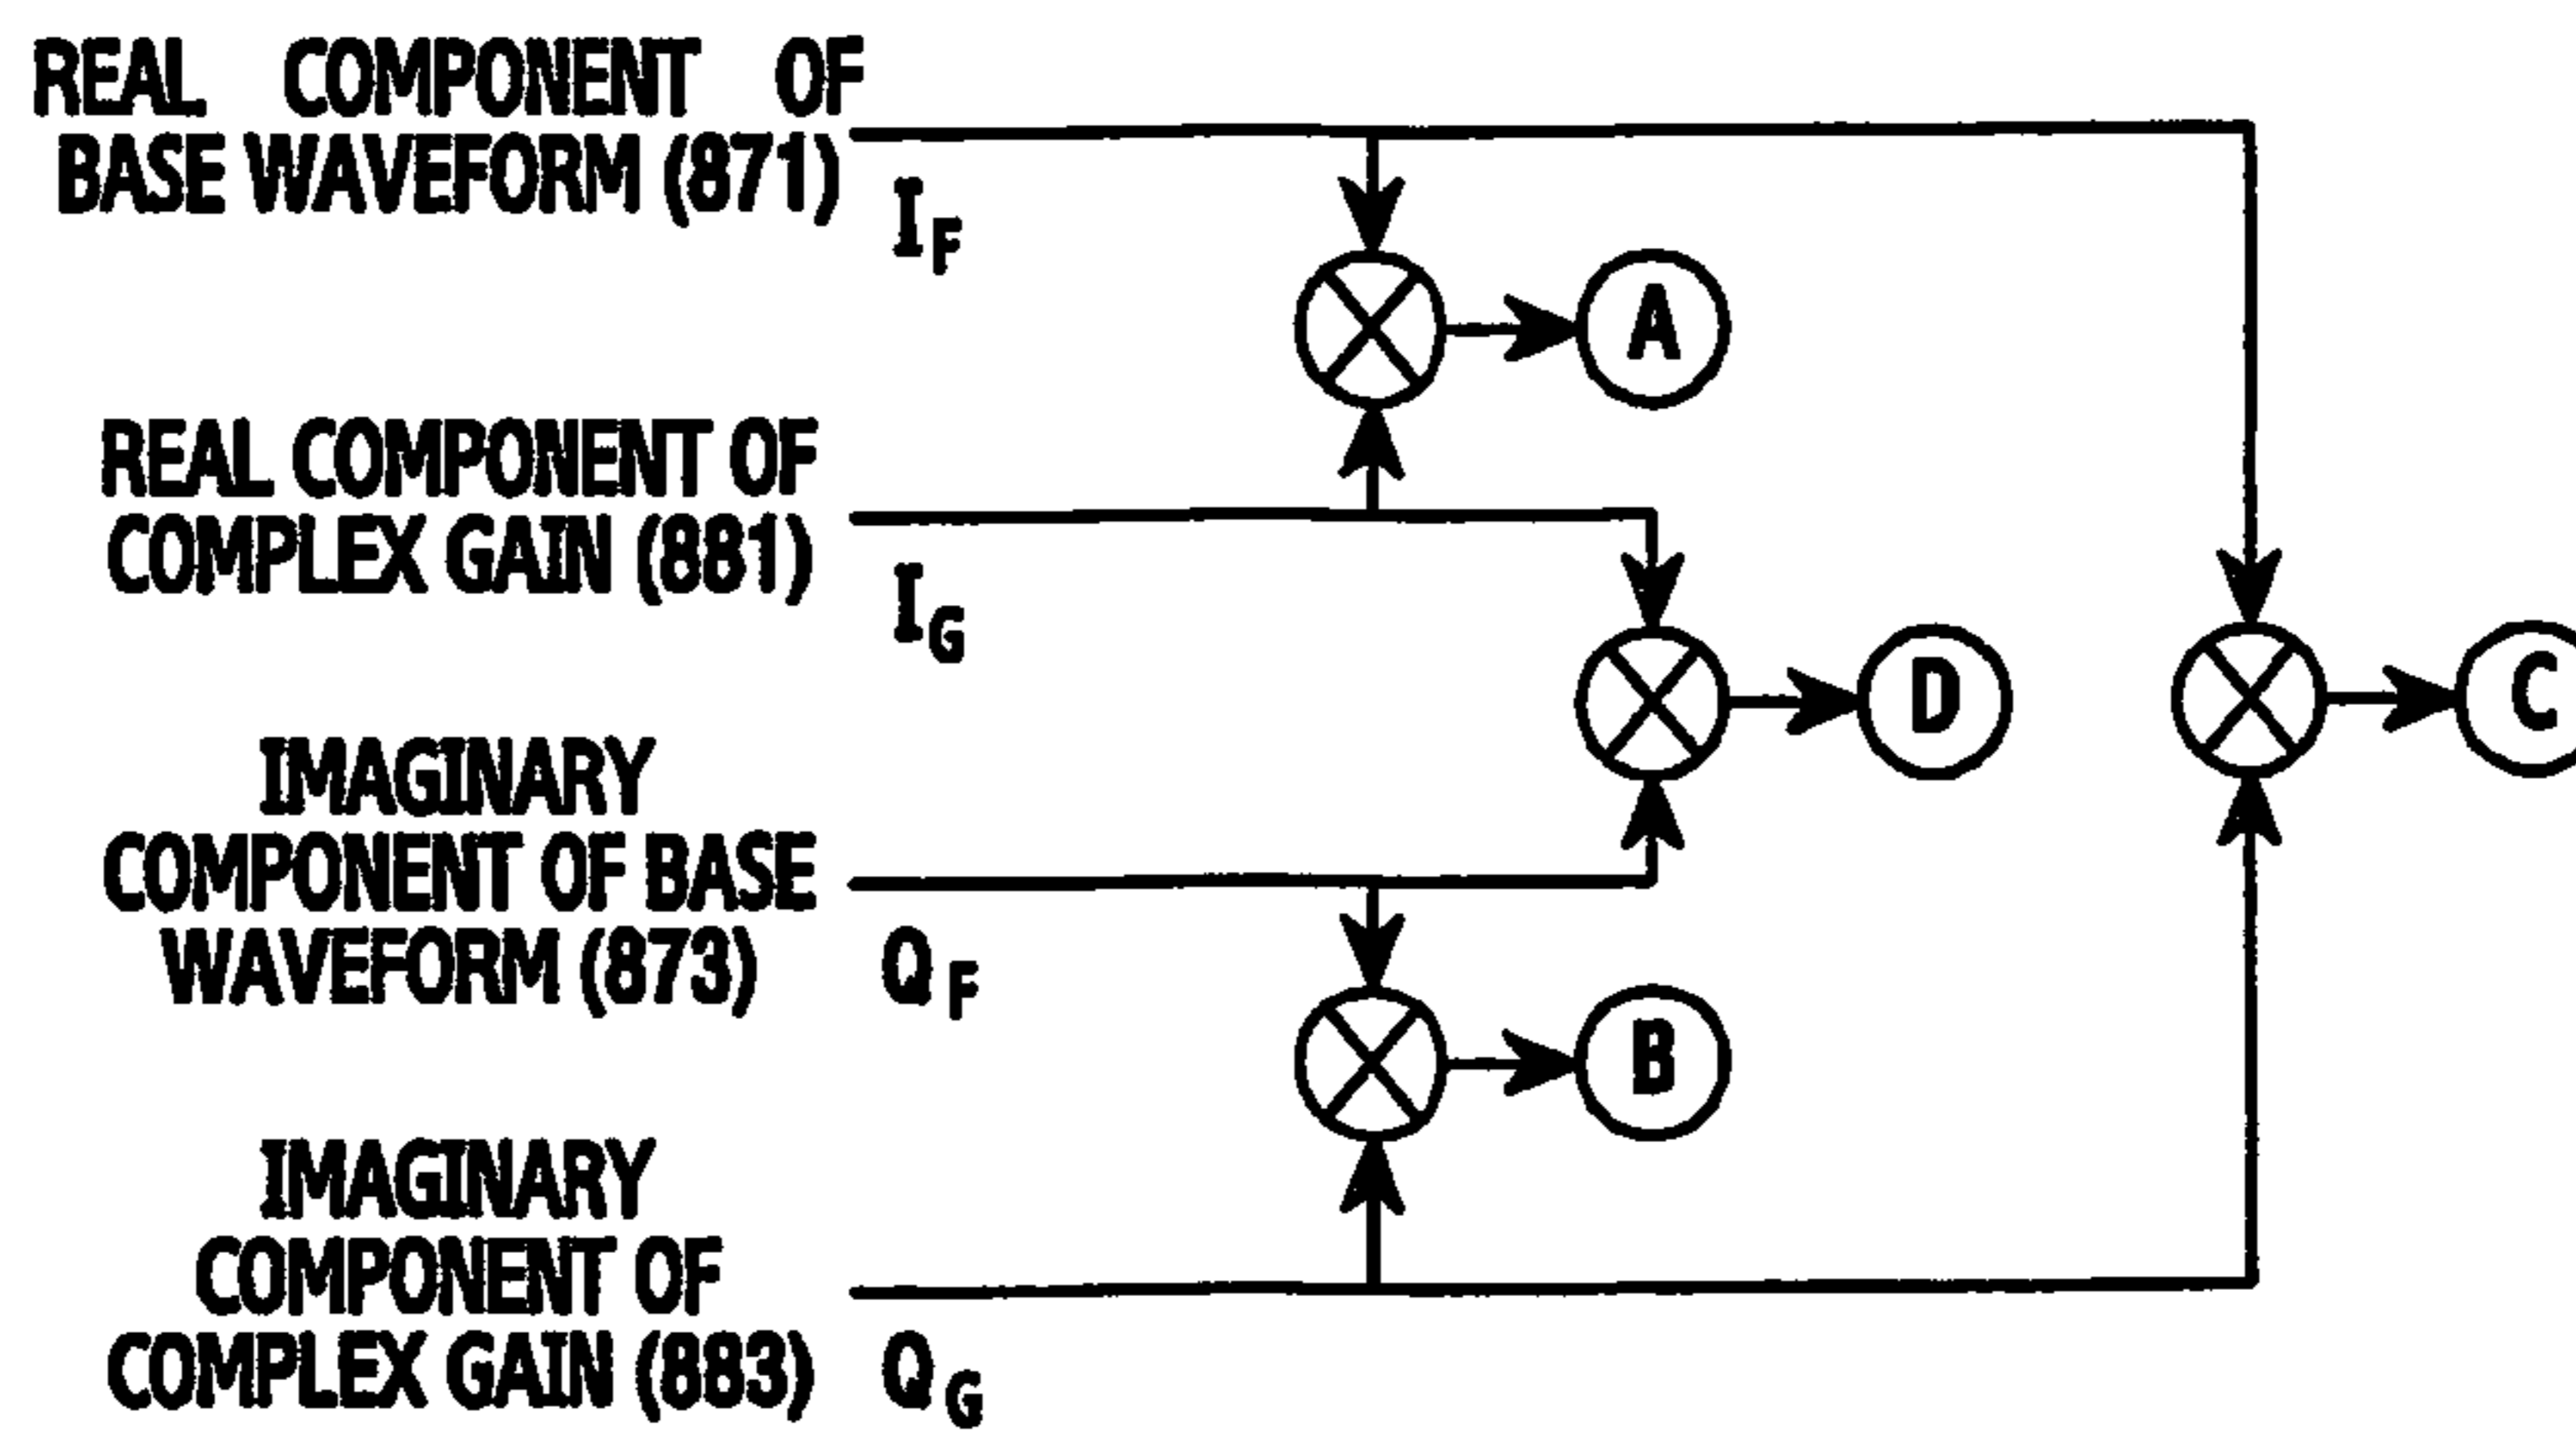 REAL COMPONENT OF
BASE WAVEFORM (871)
I_F
A
REAL COMPONENT OF
COMPLEX GAIN (881)
I_G
D
C
IMAGINARY
COMPONENT OF BASE
WAVEFORM (873)
Q_F
B
IMAGINARY
COMPONENT OF
COMPLEX GAIN (883)
Q_G